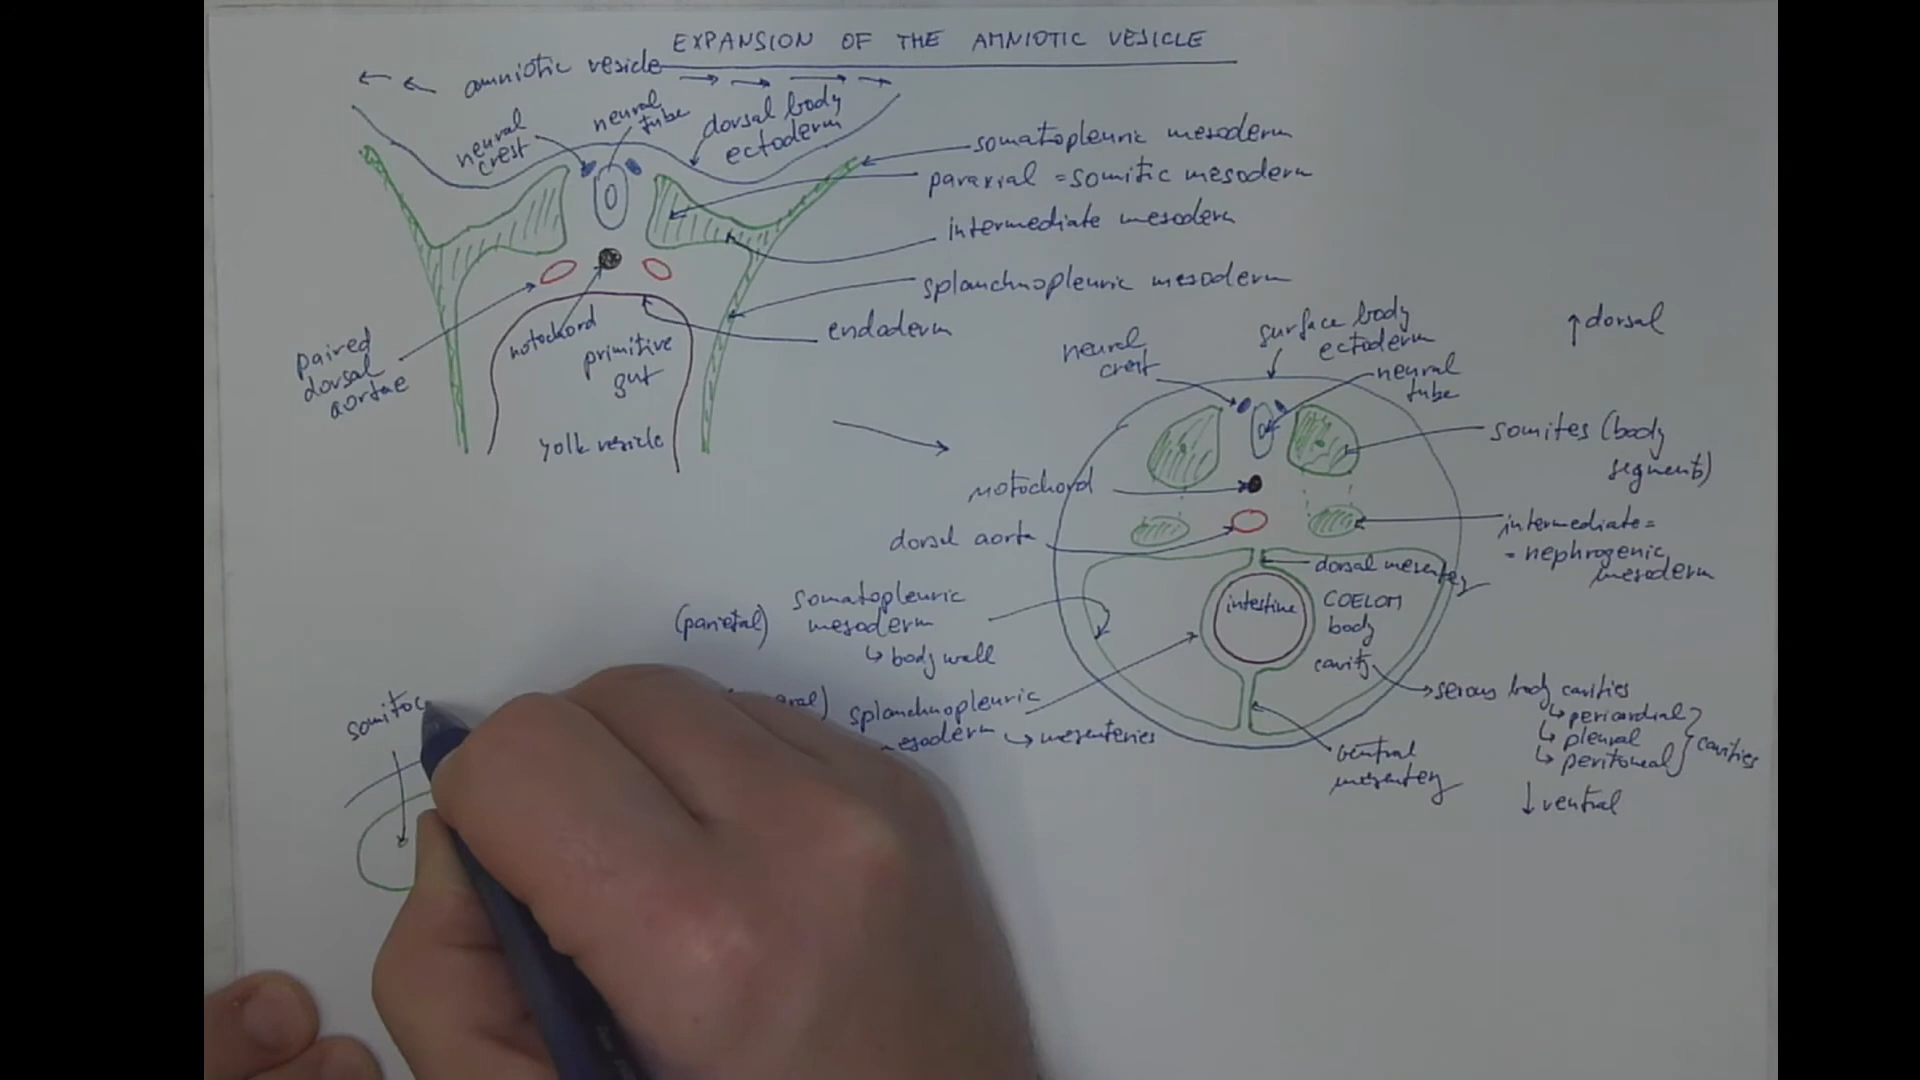 EXPANSION OF THE AMNIOTIC VESICLE
← ← amniotic vesicle → → → →
neural
crest
neural
tube
dorsal body
ectoderm
somatopleuric mesoderm
paraxial = somitic mesoderm
intermediate mesoderm
splanchnopleuric mesoderm
endoderm
paired
dorsal
aortae
notochord
primitive
gut
yolk vesicle
↑ dorsal
surface body
ectoderm
neural
crest
neural
tube
somites (body
segments)
notochord
dorsal aorta
intermediate =
= nephrogenic
mesoderm
dorsal mesentery
intestine
COELOM
body
cavity
(parietal)
somatopleuric
mesoderm
↳ body wall
splanchnopleuric
mesoderm → mesenteries
→ serous body cavities
↳ pericardial
↳ pleural
↳ peritoneal
} cavities
ventral
mesentery
↓ ventral
somitoc